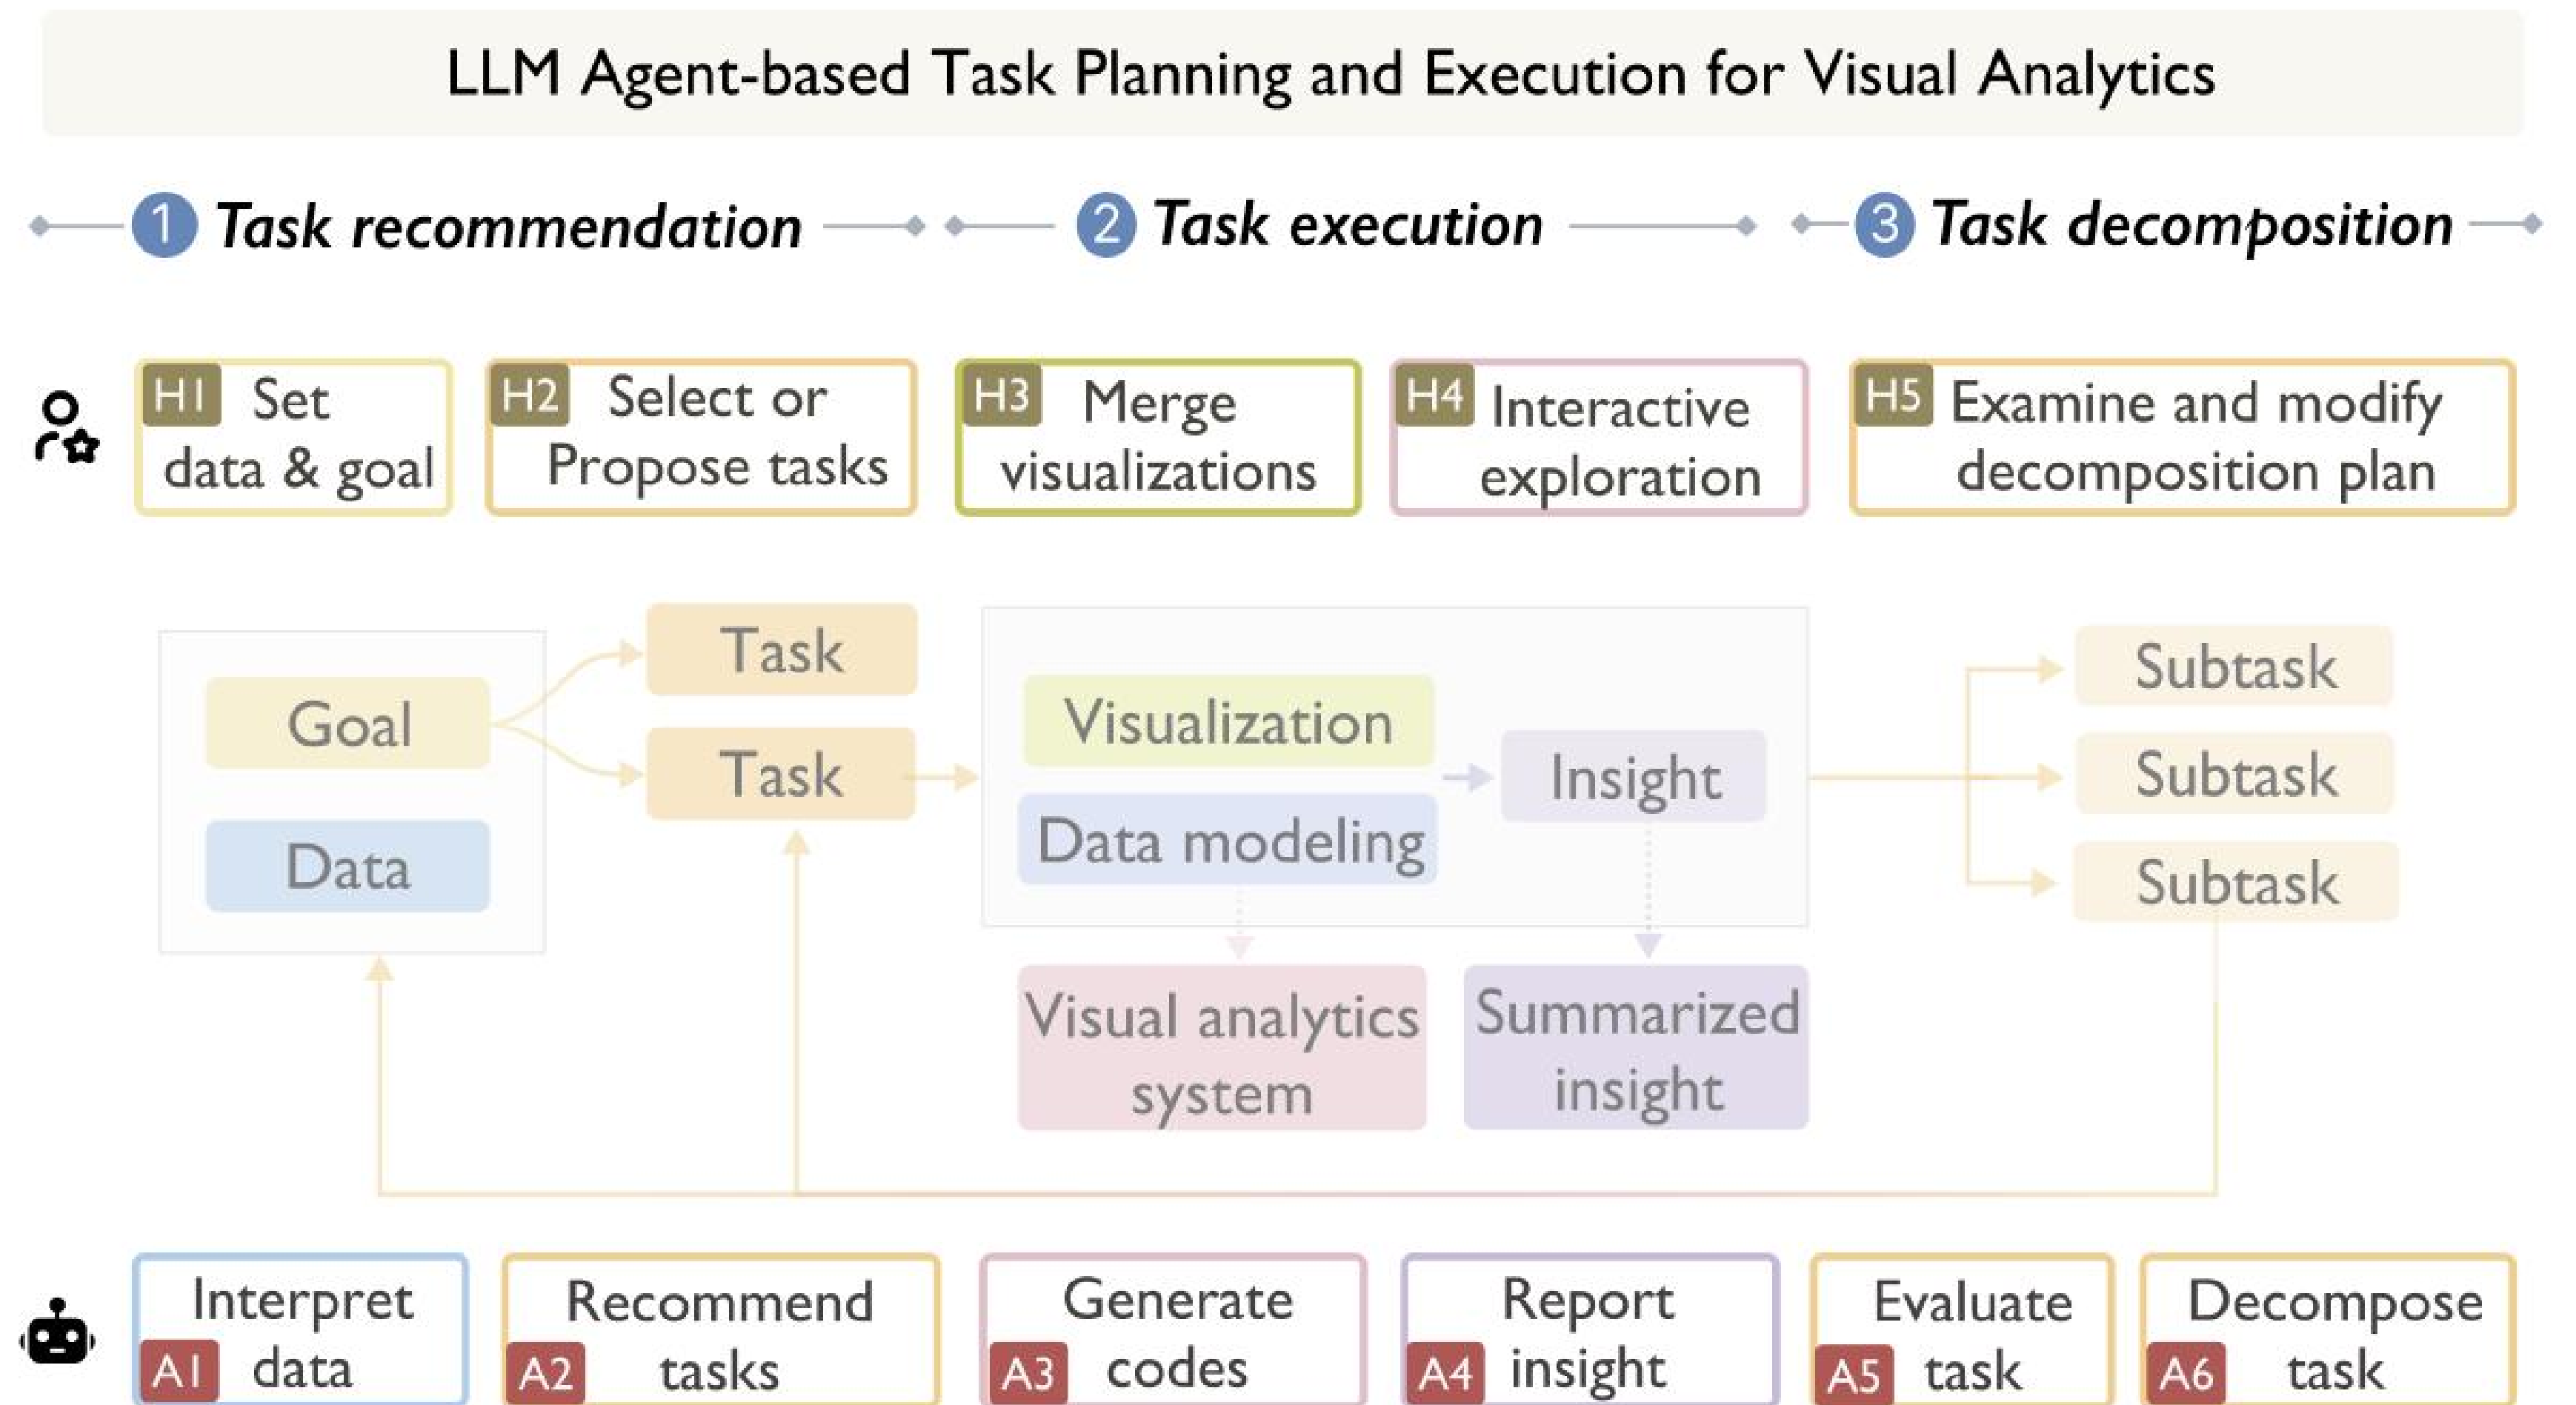 LLM Agent-based Task Planning and Execution for Visual Analytics
1 Task recommendation
2 Task execution
3 Task decomposition
H1 Set
data & goal
H2 Select or
Propose tasks
H3 Merge
visualizations
H4 Interactive
exploration
H5 Examine and modify
decomposition plan
Goal
Data
Task
Task
Visualization
Data modeling
Insight
Visual analytics
system
Summarized
insight
Subtask
Subtask
Subtask
Interpret
A1 data
Recommend
A2 tasks
Generate
A3 codes
Report
A4 insight
Evaluate
A5 task
Decompose
A6 task